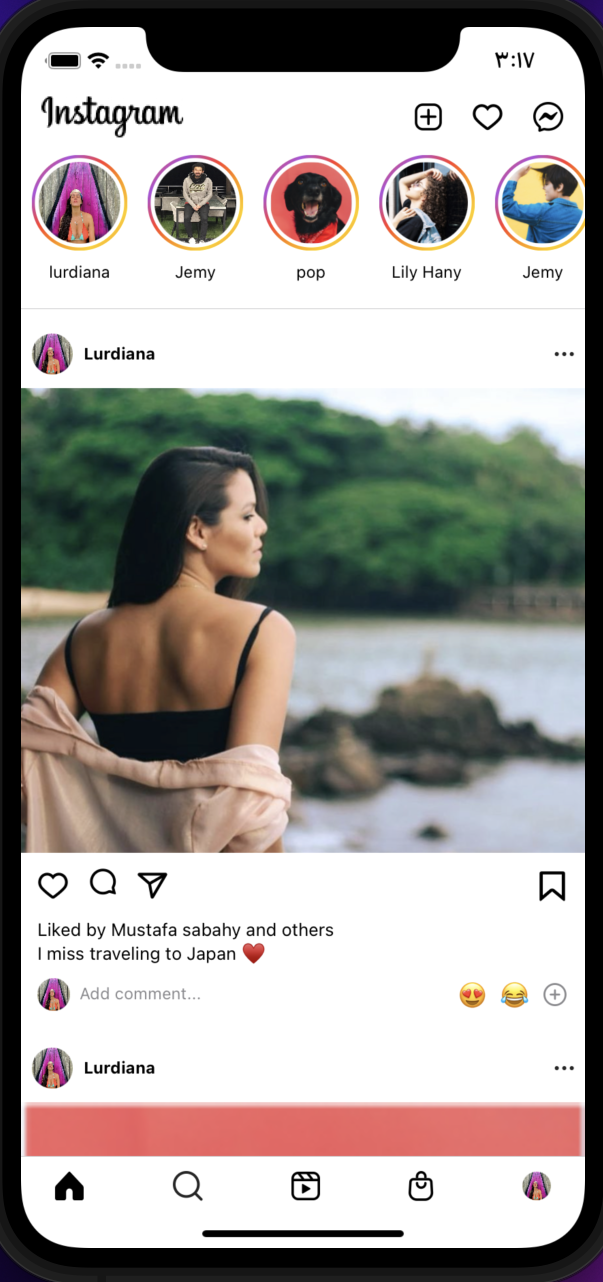 ٣:١٧
Instagram
lurdiana
Jemy
pop
Lily Hany
Jemy
Lurdiana
Liked by Mustafa sabahy and others
I miss traveling to Japan ♥️
Add comment... 😍 😂
Lurdiana